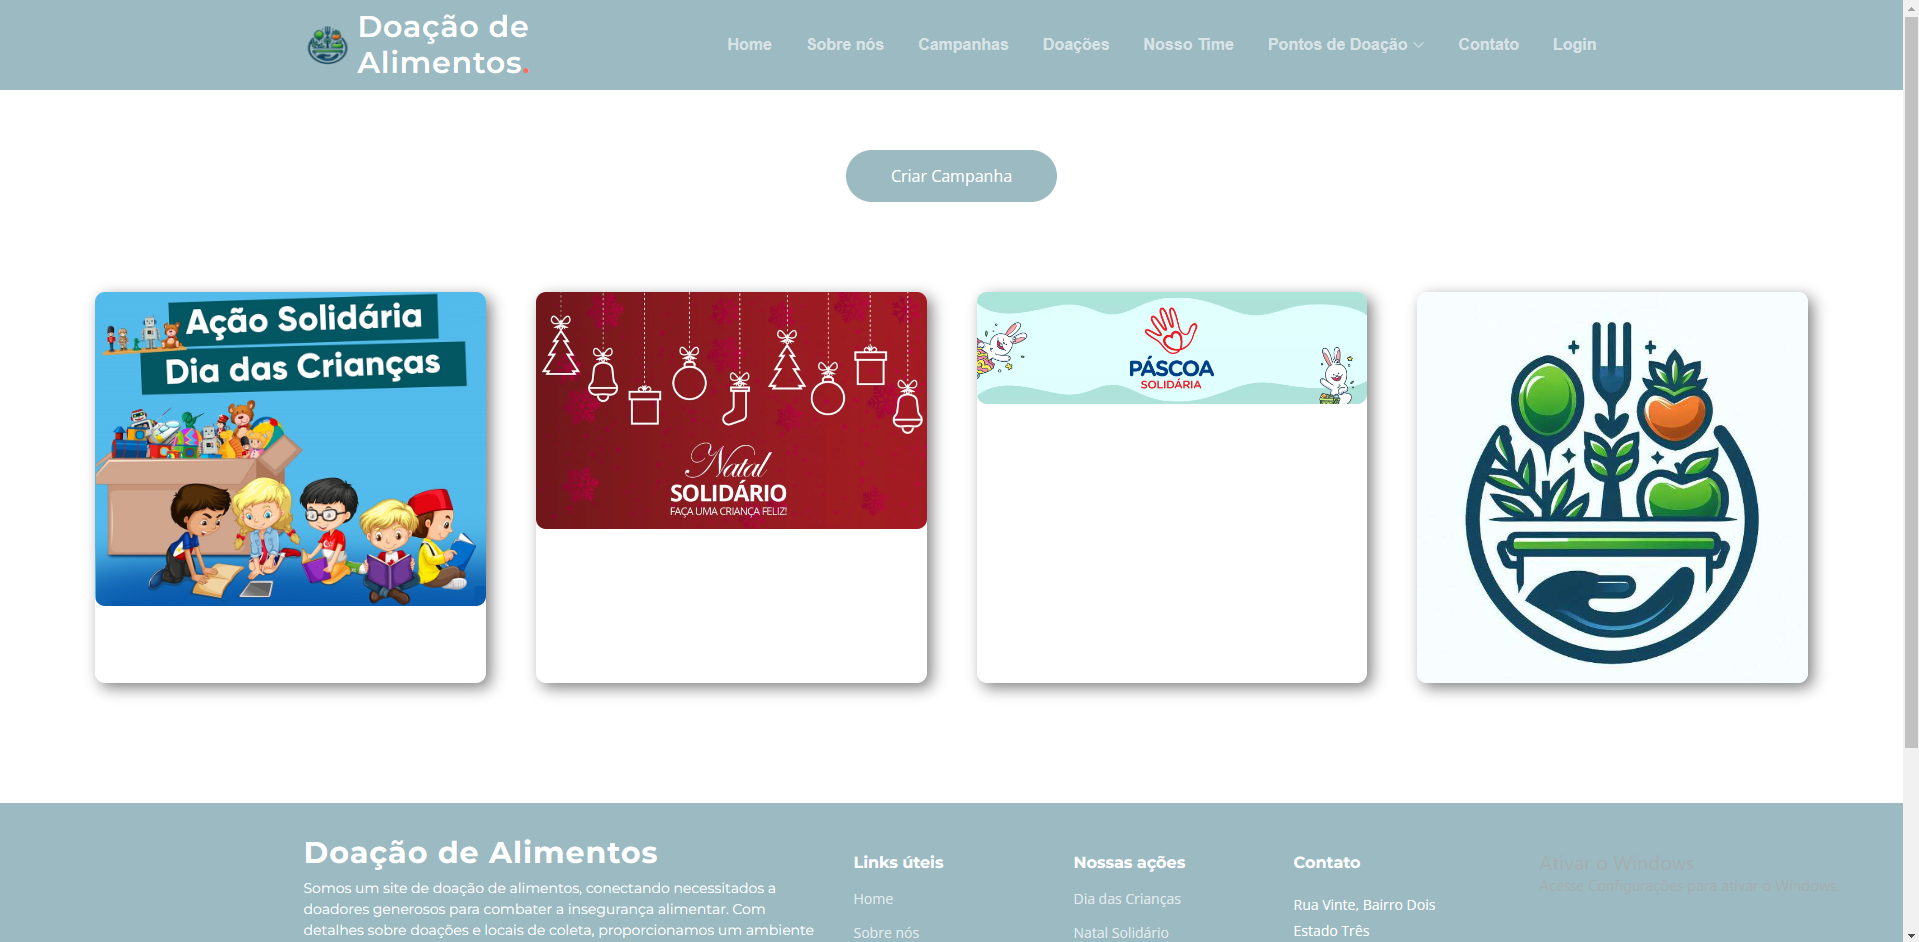 Doação de
Alimentos.
Home
Sobre nós
Campanhas
Doações
Nosso Time
Pontos de Doação
Contato
Login
Criar Campanha
Ação Solidária
Dia das Crianças
Natal
SOLIDÁRIO
FAÇA UMA CRIANÇA FELIZ!
PÁSCOA
SOLIDÁRIA
Doação de Alimentos
Somos um site de doação de alimentos, conectando necessitados a
doadores generosos para combater a insegurança alimentar. Com
detalhes sobre doações e locais de coleta, proporcionamos um ambiente
Links úteis
Home
Sobre nós
Nossas ações
Dia das Crianças
Natal Solidário
Contato
Rua Vinte, Bairro Dois
Estado Três
Ativar o Windows
Acesse Configurações para ativar o Windows.